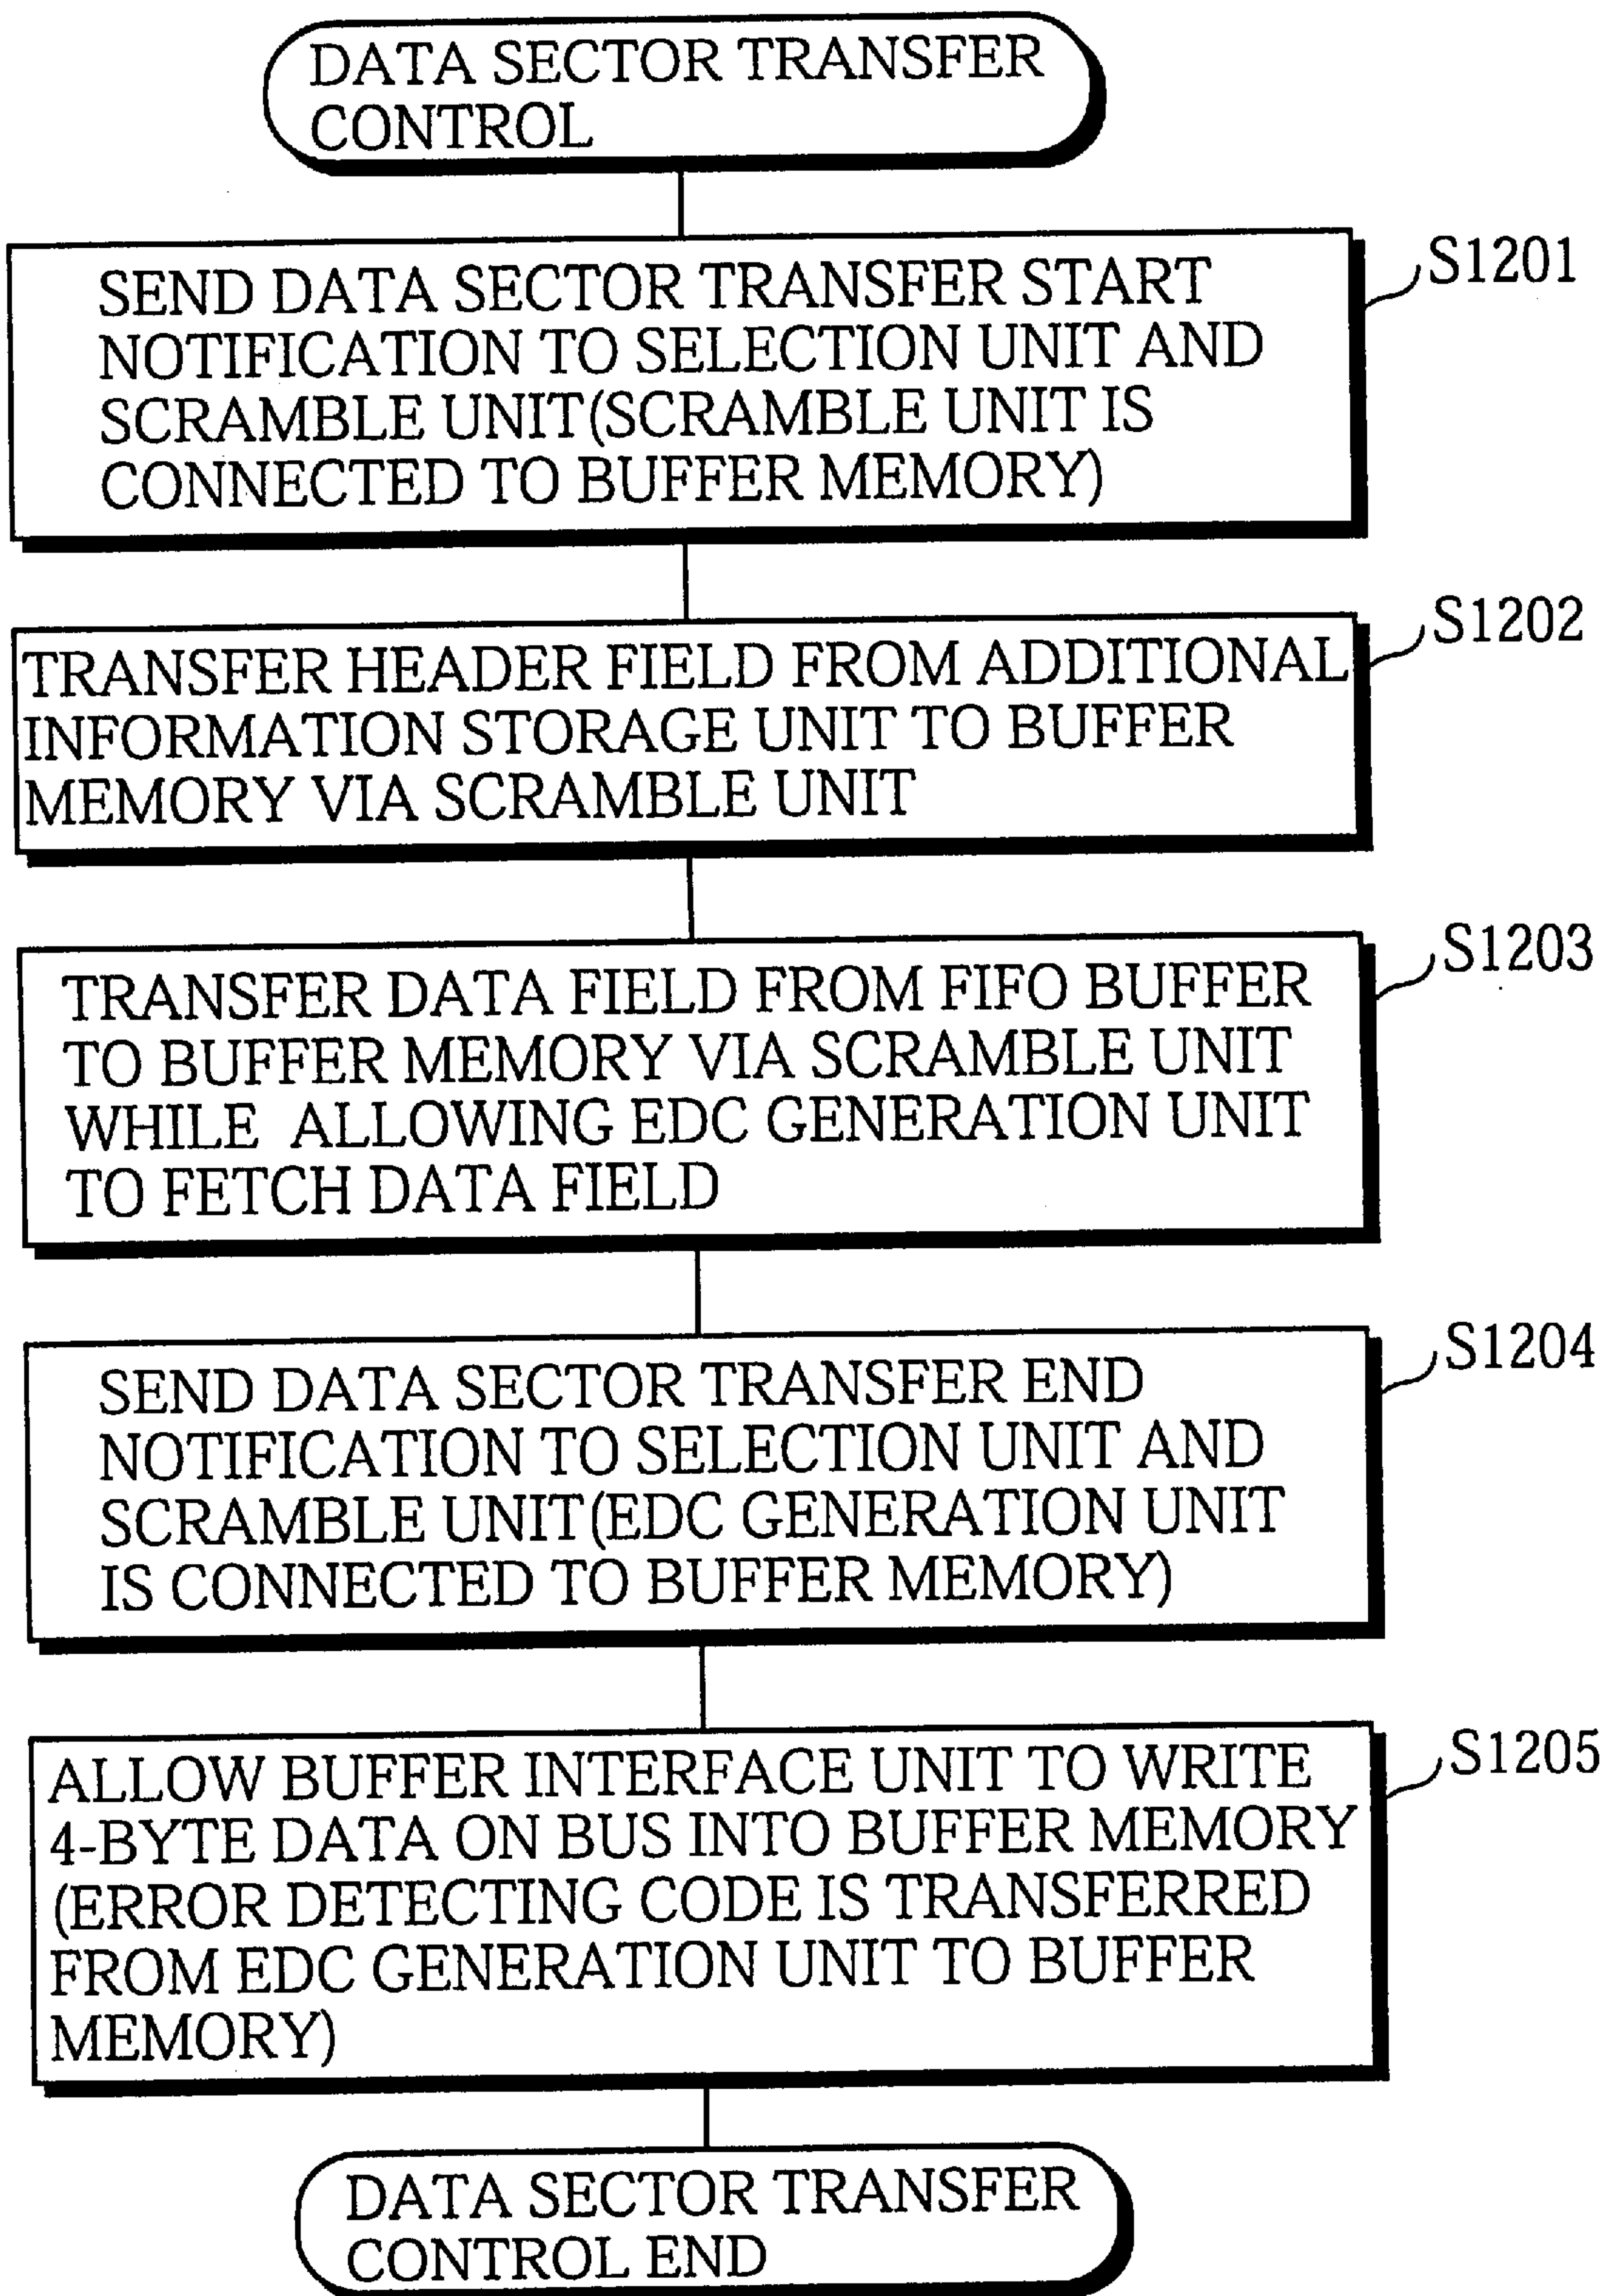 DATA SECTOR TRANSFER
CONTROL
S1201
SEND DATA SECTOR TRANSFER START
NOTIFICATION TO SELECTION UNIT AND
SCRAMBLE UNIT(SCRAMBLE UNIT IS
CONNECTED TO BUFFER MEMORY)
S1202
TRANSFER HEADER FIELD FROM ADDITIONAL
INFORMATION STORAGE UNIT TO BUFFER
MEMORY VIA SCRAMBLE UNIT
S1203
TRANSFER DATA FIELD FROM FIFO BUFFER
TO BUFFER MEMORY VIA SCRAMBLE UNIT
WHILE ALLOWING EDC GENERATION UNIT
TO FETCH DATA FIELD
S1204
SEND DATA SECTOR TRANSFER END
NOTIFICATION TO SELECTION UNIT AND
SCRAMBLE UNIT(EDC GENERATION UNIT
IS CONNECTED TO BUFFER MEMORY)
S1205
ALLOW BUFFER INTERFACE UNIT TO WRITE
4-BYTE DATA ON BUS INTO BUFFER MEMORY
(ERROR DETECTING CODE IS TRANSFERRED
FROM EDC GENERATION UNIT TO BUFFER
MEMORY)
DATA SECTOR TRANSFER
CONTROL END